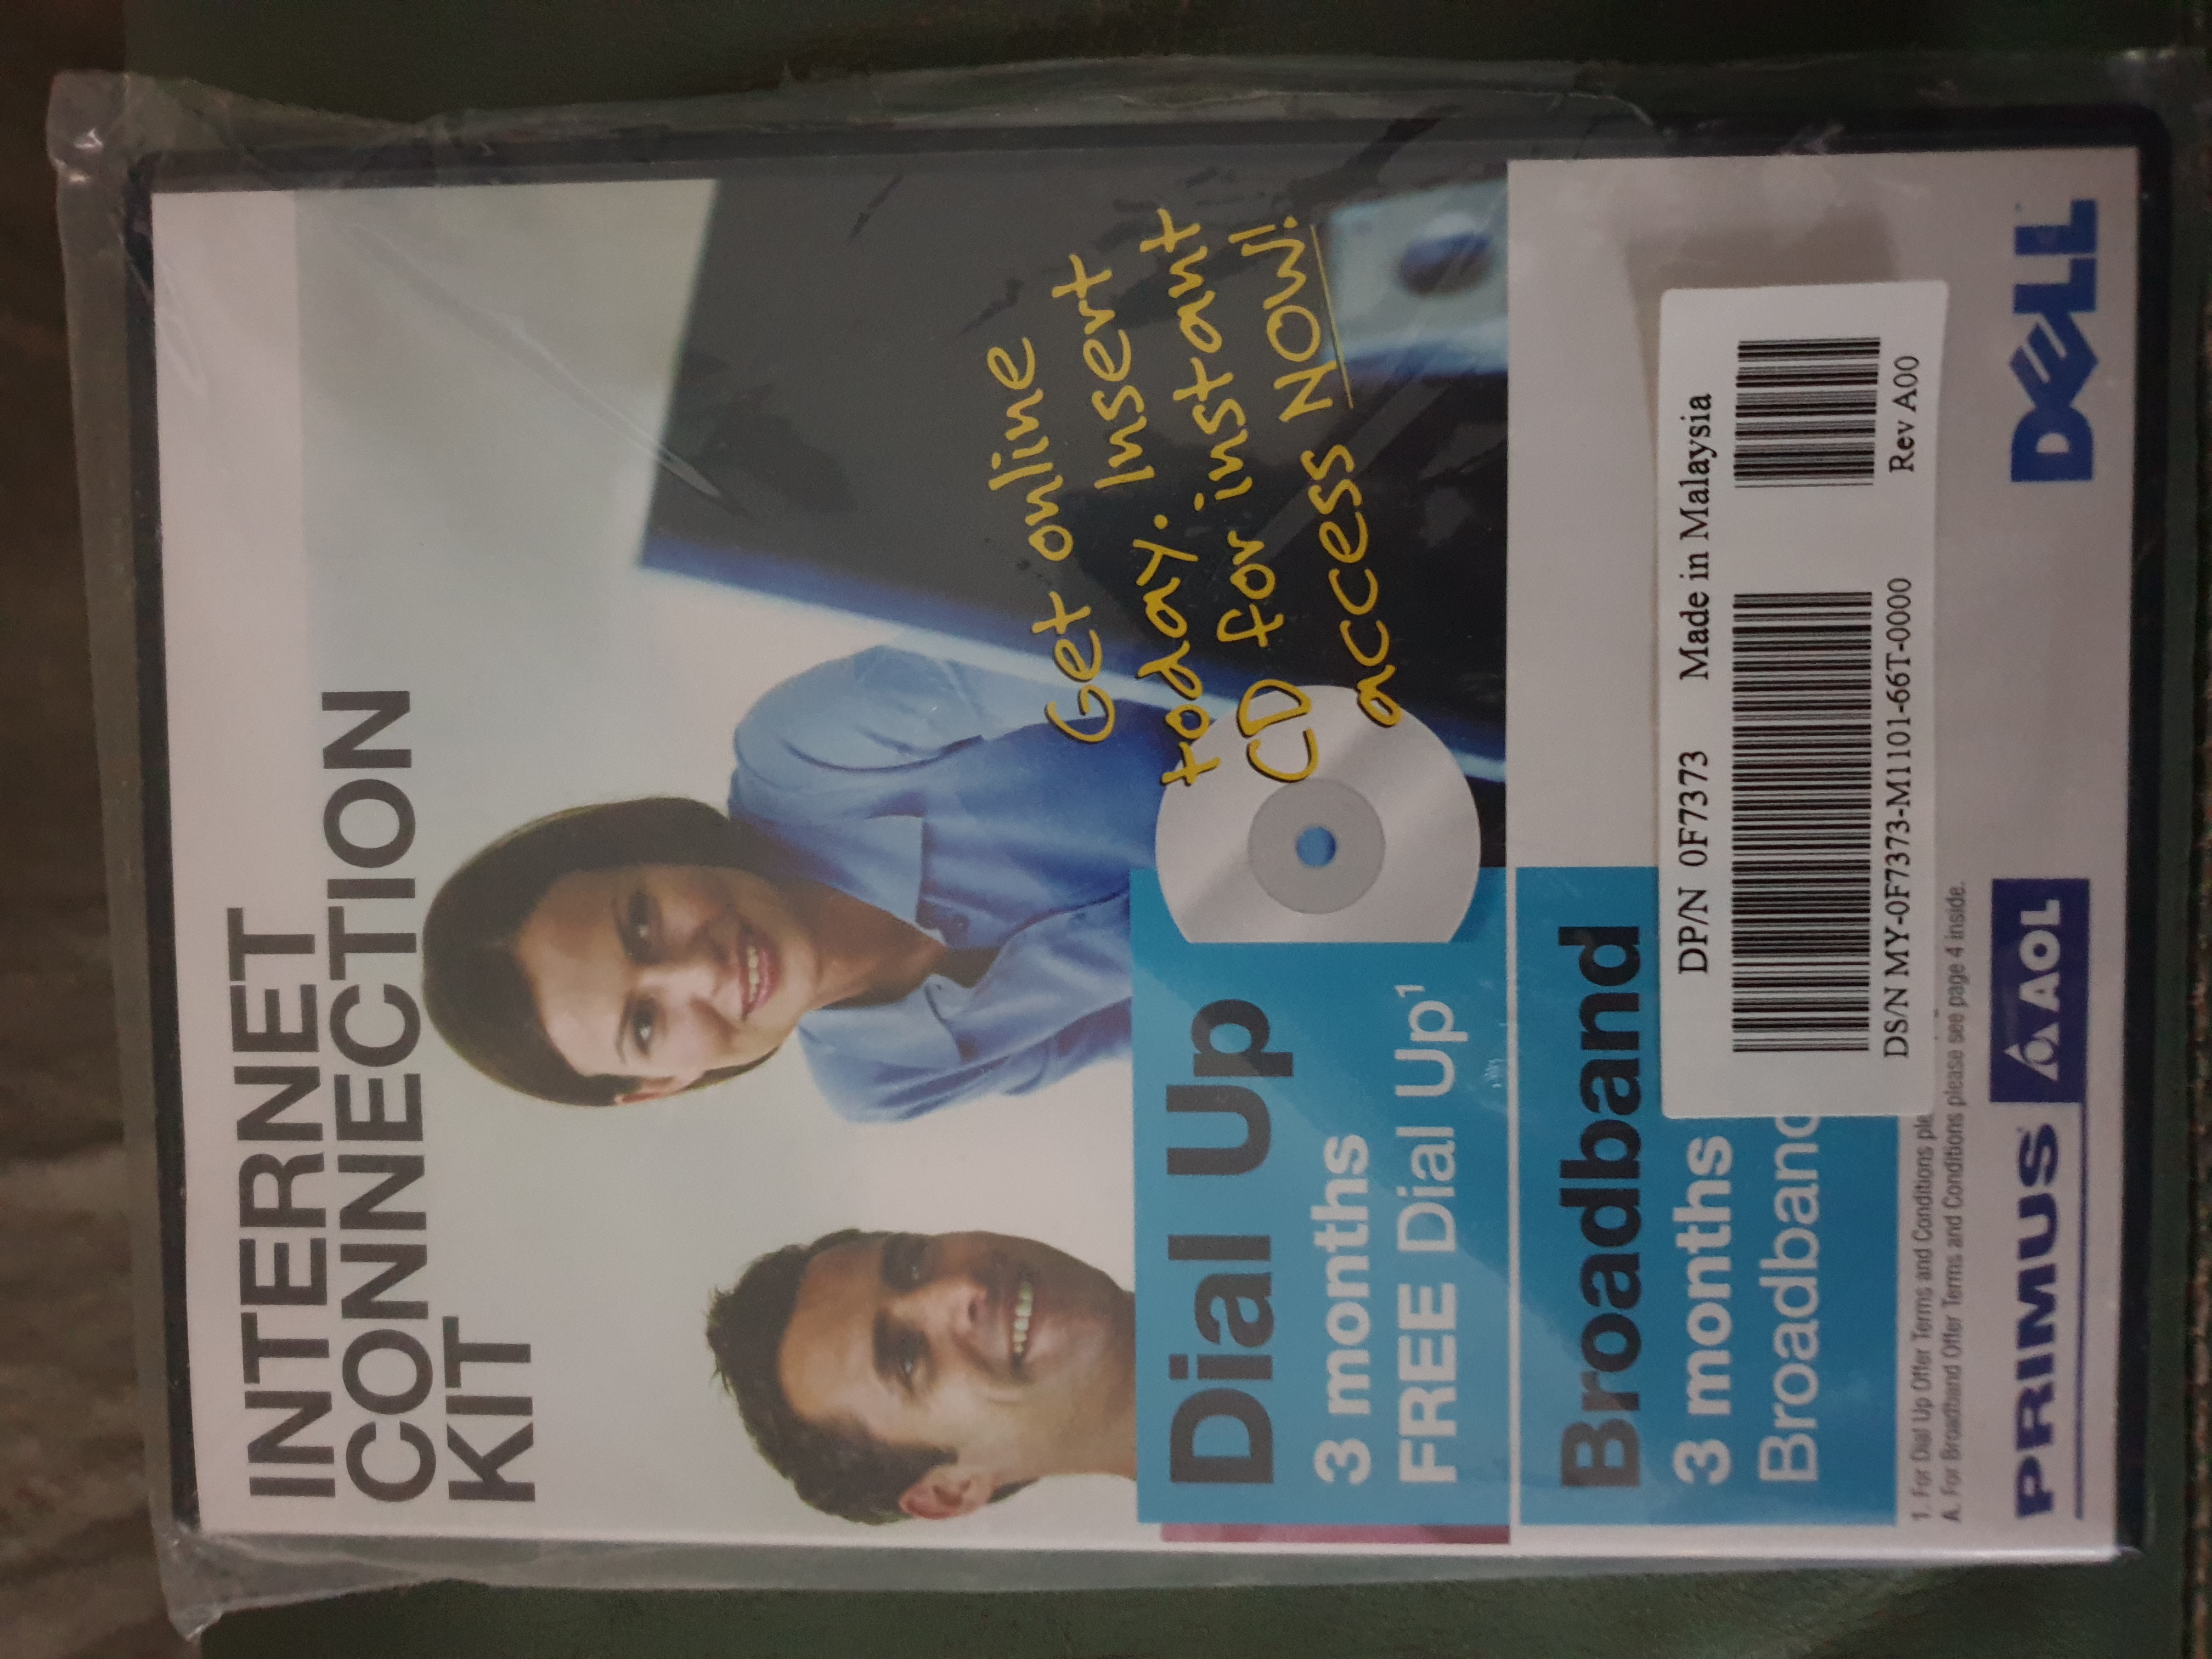 INTERNET
CONNECTION
KIT
Get online
today. Insert
CD for instant
access NOW!
Dial Up
3 months
FREE Dial Up¹
Broadband
3 months
Broadband
DP/N 0F7373 Made in Malaysia
DS/N MY-0F7373-M1101-66T-0000 Rev A00
1. For Dial Up Offer Terms and Conditions
A. For Broadband Offer Terms and Conditions please see page 4 inside.
PRIMUS AOL
DELL